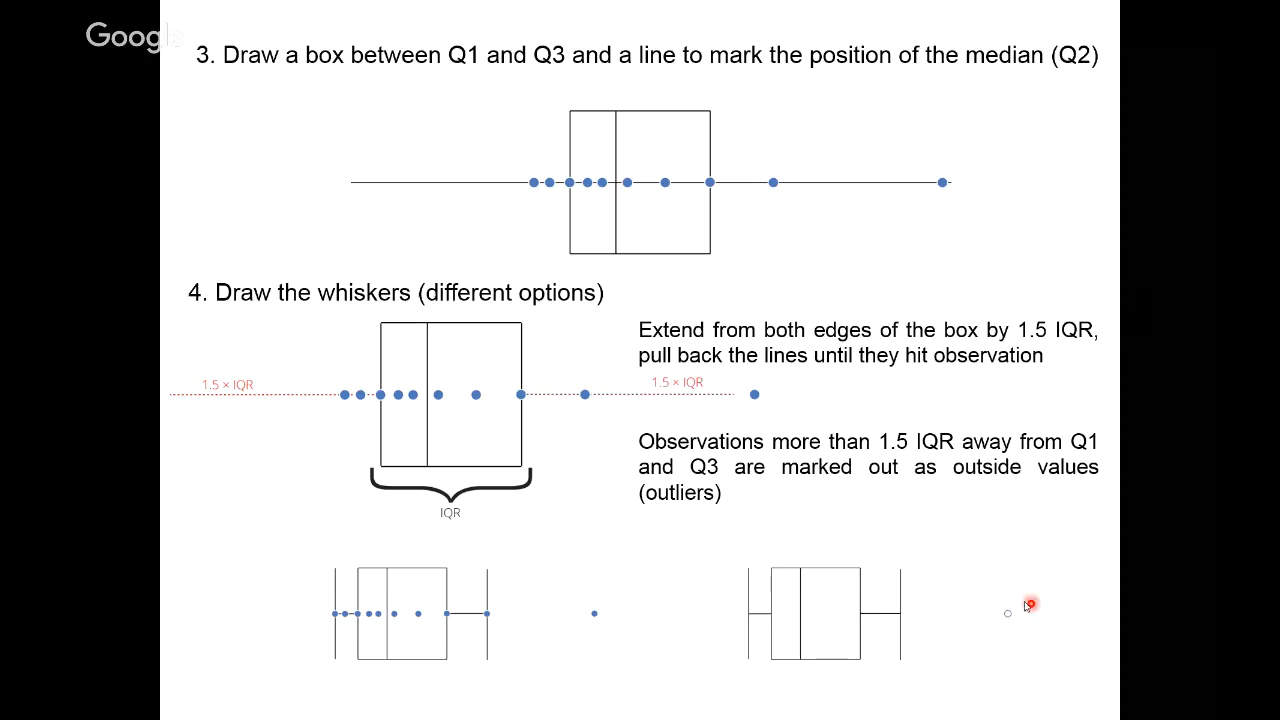 Google
3. Draw a box between Q1 and Q3 and a line to mark the position of the median (Q2)
4. Draw the whiskers (different options)
Extend from both edges of the box by 1.5 IQR,
pull back the lines until they hit observation
1.5 × IQR
1.5 × IQR
Observations more than 1.5 IQR away from Q1
and Q3 are marked out as outside values
(outliers)
IQR